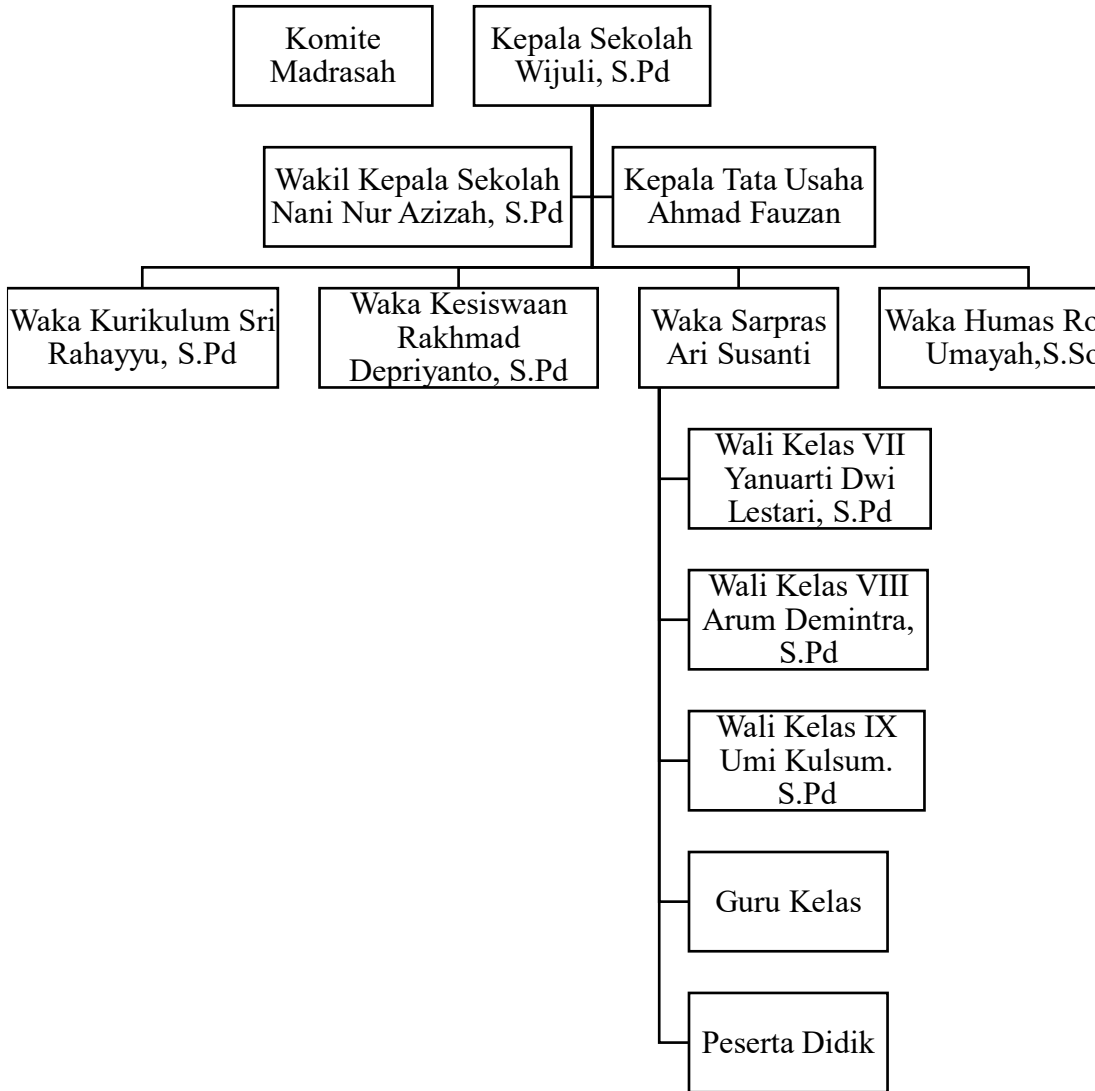 Komite
Madrasah
Kepala Sekolah
Wijuli, S.Pd
Wakil Kepala Sekolah
Nani Nur Azizah, S.Pd
Kepala Tata Usaha
Ahmad Fauzan
Waka Kurikulum Sri
Rahayyu, S.Pd
Waka Kesiswaan
Rakhmad
Depriyanto, S.Pd
Waka Sarpras
Ari Susanti
Waka Humas
Umayah,
Wali Kelas VII
Yanuarti Dwi
Lestari, S.Pd
Wali Kelas VIII
Arum Demintra,
S.Pd
Wali Kelas IX
Umi Kulsum.
S.Pd
Guru Kelas
Peserta Didik